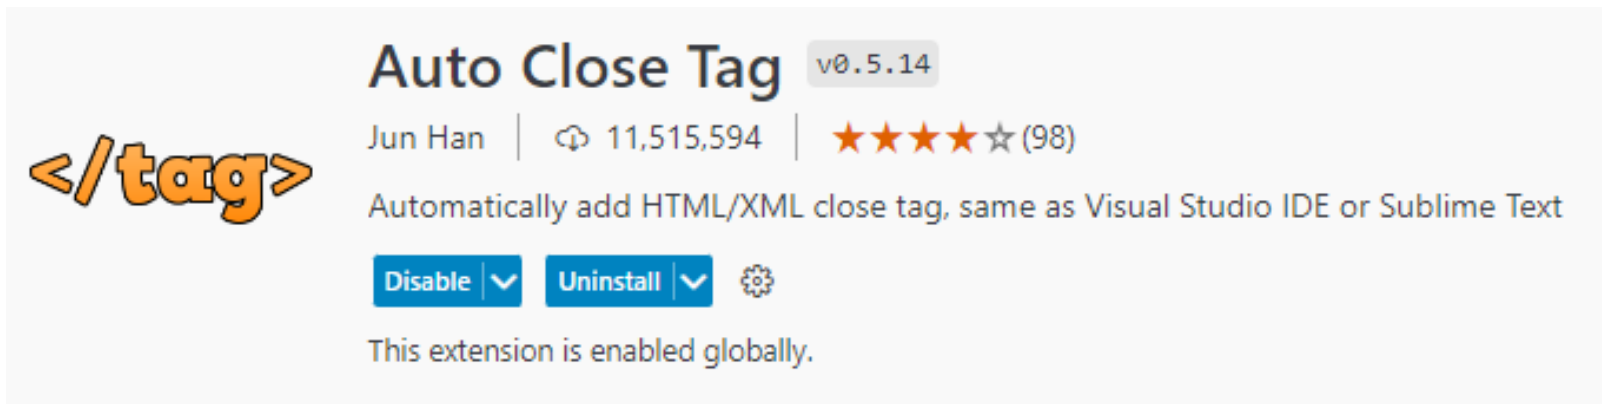 </tag>
Auto Close Tag v0.5.14
Jun Han 11,515,594 (98)
Automatically add HTML/XML close tag, same as Visual Studio IDE or Sublime Text
Disable Uninstall
This extension is enabled globally.